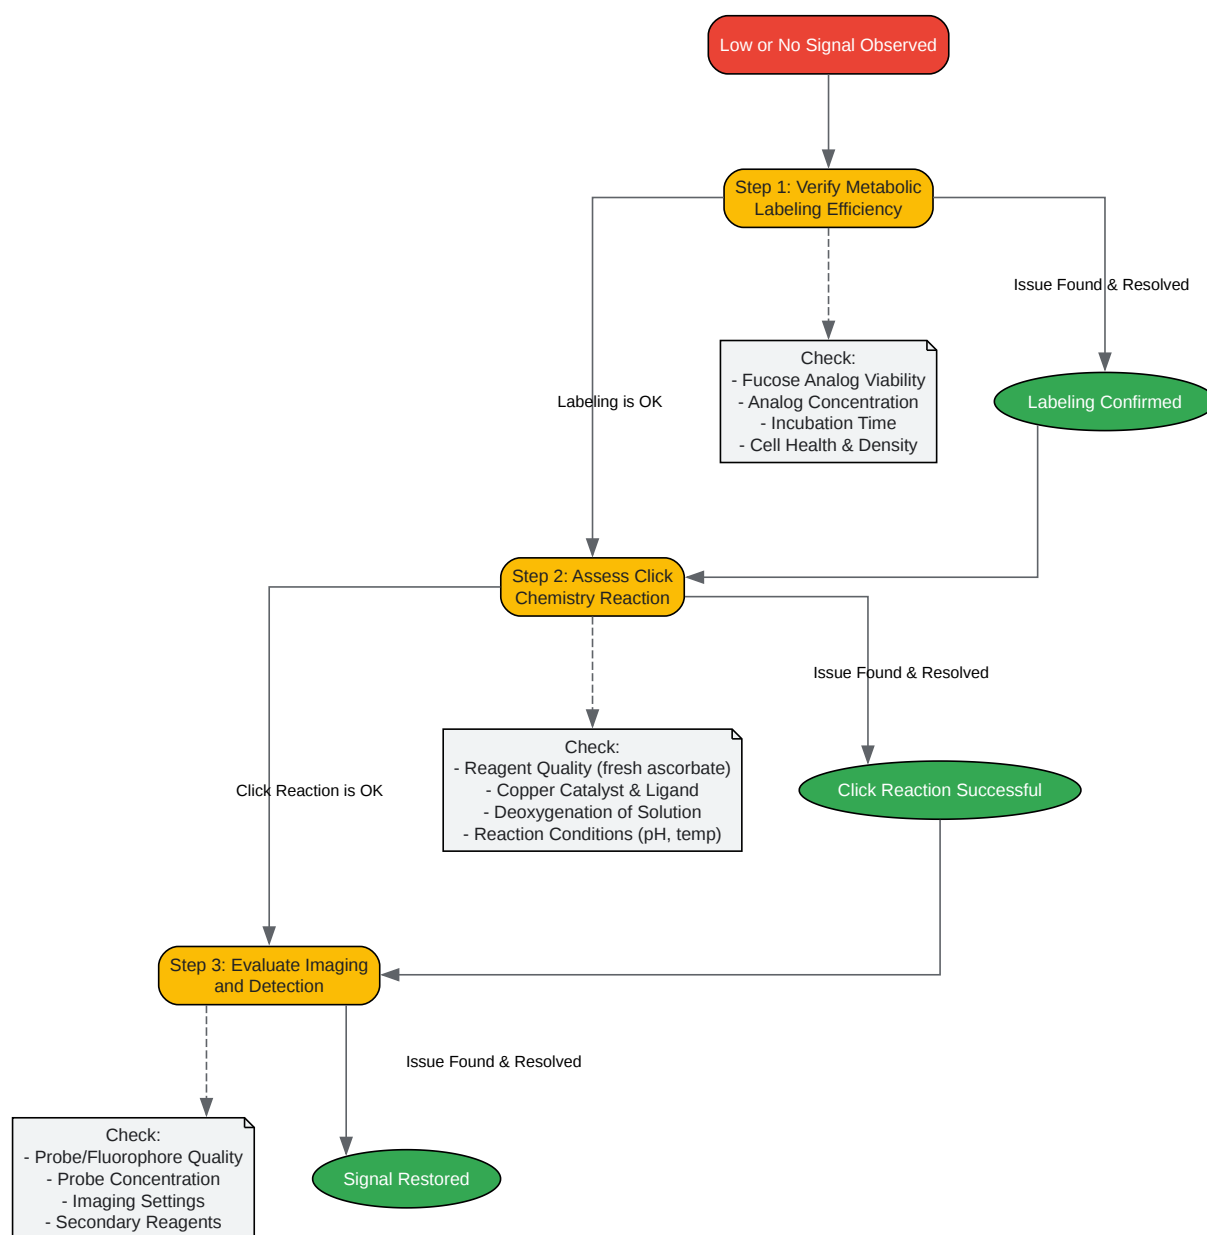 Low or No Signal Observed
Step 1: Verify Metabolic
Labeling Efficiency
Issue Found & Resolved
Check:
- Fucose Analog Viability
- Analog Concentration
- Incubation Time
- Cell Health & Density
Labeling is OK
Labeling Confirmed
Step 2: Assess Click
Chemistry Reaction
Issue Found & Resolved
Check:
- Reagent Quality (fresh ascorbate)
- Copper Catalyst & Ligand
- Deoxygenation of Solution
- Reaction Conditions (pH, temp)
Click Reaction is OK
Click Reaction Successful
Step 3: Evaluate Imaging
and Detection
Issue Found & Resolved
Check:
- Probe/Fluorophore Quality
- Probe Concentration
- Imaging Settings
- Secondary Reagents
Signal Restored